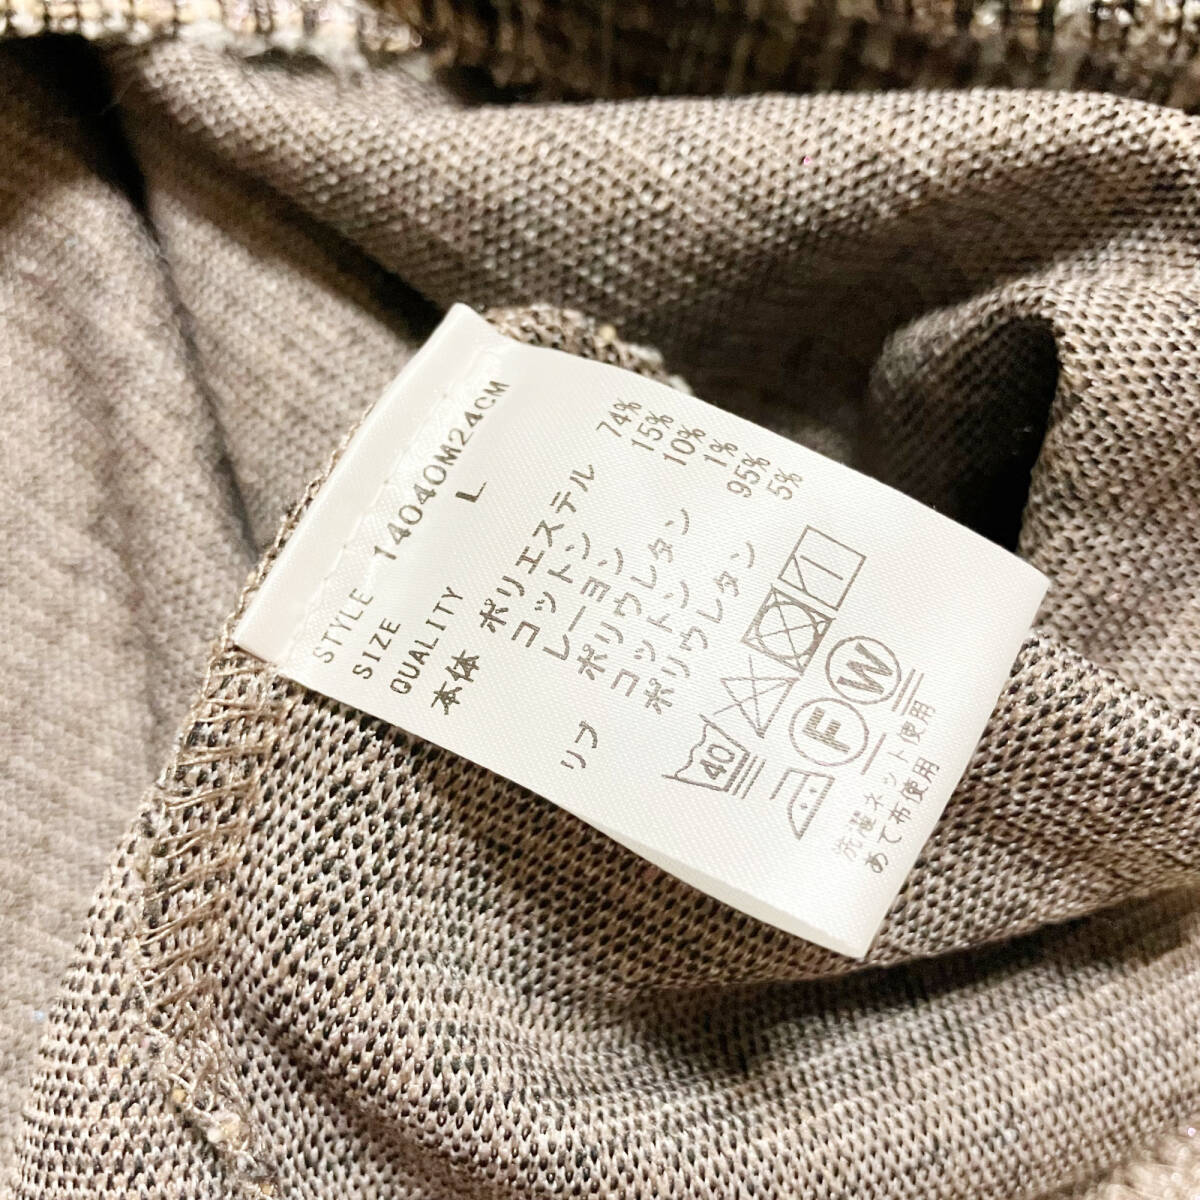 STYLE 14040M24CM
SIZE L
QUALITY
本体 ポリエステル 74%
コットン 15%
レーヨン 10%
ポリウレタン 1%
リブ コットン 95%
ポリウレタン 5%
40
F W
洗濯ネット使用
あて布使用